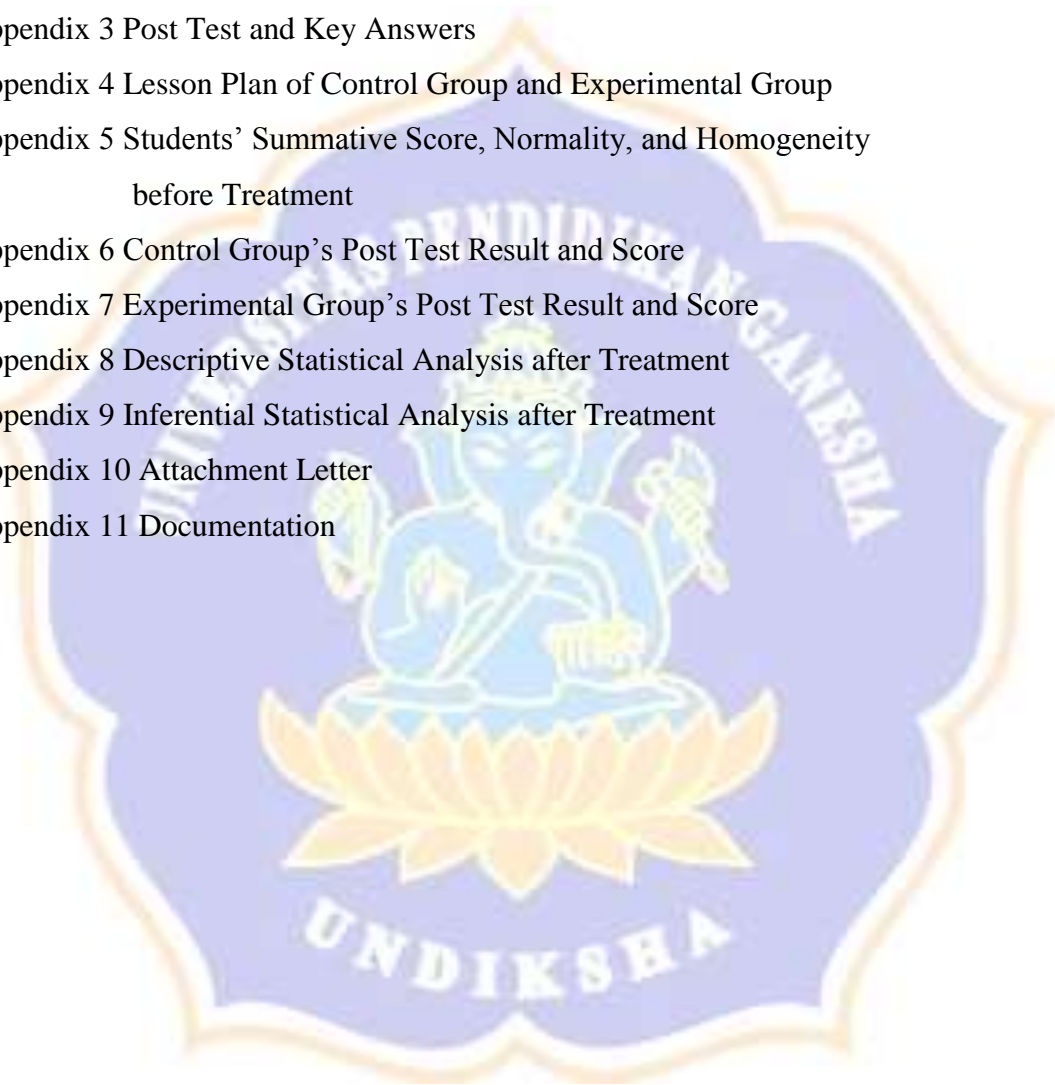 ppendix 3 Post Test and Key Answers
ppendix 4 Lesson Plan of Control Group and Experimental Group
ppendix 5 Students’ Summative Score, Normality, and Homogeneity
before Treatment
ppendix 6 Control Group’s Post Test Result and Score
ppendix 7 Experimental Group’s Post Test Result and Score
ppendix 8 Descriptive Statistical Analysis after Treatment
ppendix 9 Inferential Statistical Analysis after Treatment
ppendix 10 Attachment Letter
ppendix 11 Documentation
UNIVERSITAS PENDIDIKAN GANESHA
UNDIKSHA